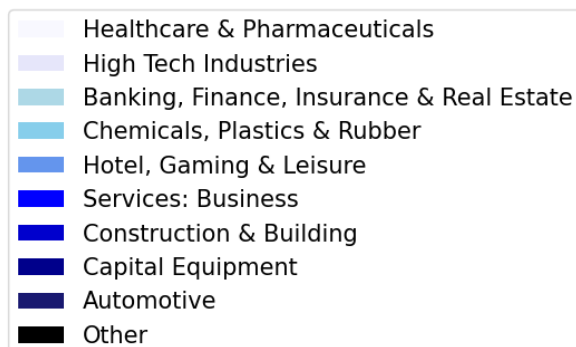 Healthcare & Pharmaceuticals
High Tech Industries
Banking, Finance, Insurance & Real Estate
Chemicals, Plastics & Rubber
Hotel, Gaming & Leisure
Services: Business
Construction & Building
Capital Equipment
Automotive
Other